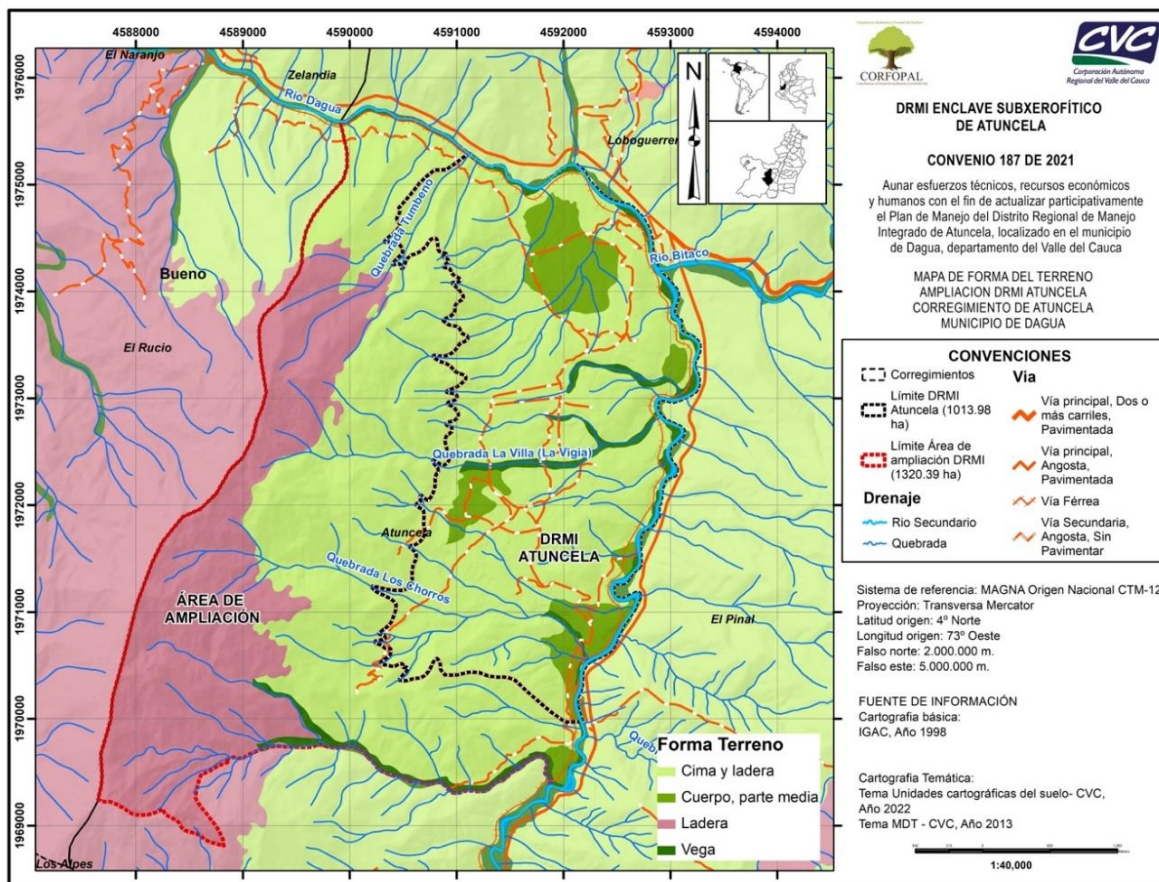 4588000
4589000
4590000
4591000
4592000
4593000
4594000
1976000
1975000
1974000
1973000
1972000
1971000
1970000
1969000
El Naranjo
Zelandia
Rio Dagua
Loboguerrer
Quebrada Tumbeno
Bueno
Rio Bitaco
El Rucio
Quebrada La Villa (La Vigia)
Atuncela
DRMI
ATUNCELA
Quebrada Los Chorros
ÁREA DE
AMPLIACIÓN
El Pinal
Queb
Los Alpes
N
Forma Terreno
Cima y ladera
Cuerpo, parte media
Ladera
Vega
CORFOPAL
CVC
Corporación Autónoma
Regional del Valle del Cauca
DRMI ENCLAVE SUBXEROFÍTICO
DE ATUNCELA
CONVENIO 187 DE 2021
Aunar esfuerzos técnicos, recursos económicos
y humanos con el fin de actualizar participativamente
el Plan de Manejo del Distrito Regional de Manejo
Integrado de Atuncela, localizado en el municipio
de Dagua, departamento del Valle del Cauca
MAPA DE FORMA DEL TERRENO
AMPLIACION DRMI ATUNCELA
CORREGIMIENTO DE ATUNCELA
MUNICIPIO DE DAGUA
CONVENCIONES
Corregimientos
Límite DRMI
Atuncela (1013.98
ha)
Límite Área de
ampliación DRMI
(1320.39 ha)
Drenaje
Rio Secundario
Quebrada
Via
Vía principal, Dos o
más carriles,
Pavimentada
Vía principal,
Angosta,
Pavimentada
Vía Férrea
Vía Secundaria,
Angosta, Sin
Pavimentar
Sistema de referencia: MAGNA Origen Nacional CTM-12
Proyección: Transversa Mercator
Latitud origen: 4º Norte
Longitud origen: 73º Oeste
Falso norte: 2.000.000 m.
Falso este: 5.000.000 m.
FUENTE DE INFORMACIÓN
Cartografia básica:
IGAC, Año 1998
Cartografía Temática:
Tema Unidades cartográficas del suelo- CVC,
Año 2022
Tema MDT - CVC, Año 2013
1:40,000